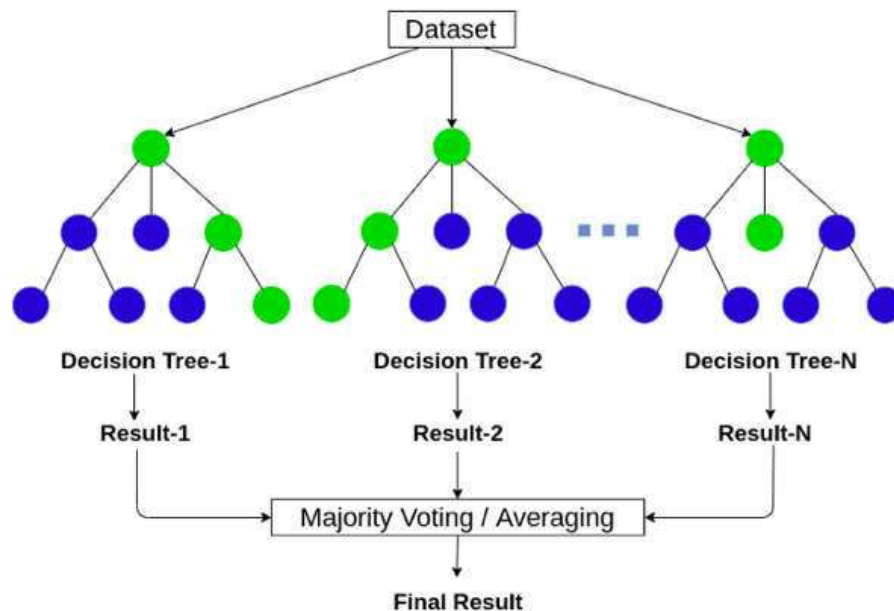 Dataset
Decision Tree-1
Decision Tree-2
Decision Tree-N
Result-1
Result-2
Result-N
Majority Voting / Averaging
Final Result